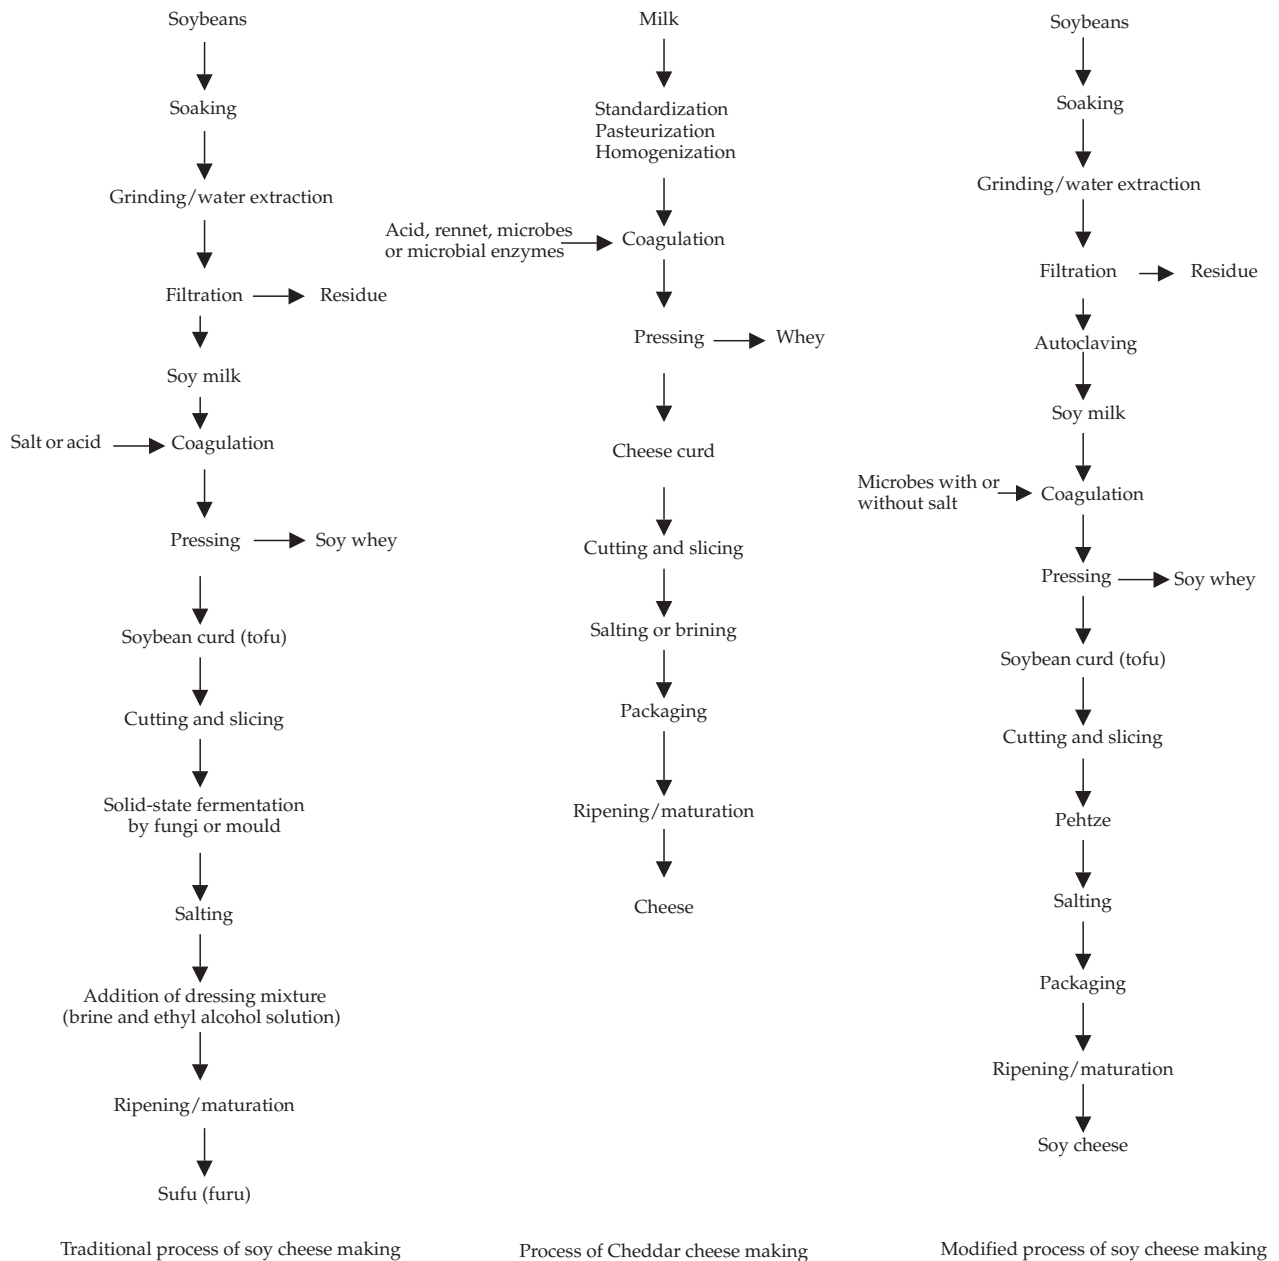 Soybeans
Soaking
Grinding/water extraction
Filtration
Residue
Soy milk
Salt or acid
Coagulation
Pressing
Soy whey
Soybean curd (tofu)
Cutting and slicing
Solid-state fermentation
by fungi or mould
Salting
Addition of dressing mixture
(brine and ethyl alcohol solution)
Ripening/maturation
Sufu (furu)
Traditional process of soy cheese making
Milk
Standardization
Pasteurization
Homogenization
Acid, rennet, microbes
or microbial enzymes
Coagulation
Pressing
Whey
Cheese curd
Cutting and slicing
Salting or brining
Packaging
Ripening/maturation
Cheese
Process of Cheddar cheese making
Soybeans
Soaking
Grinding/water extraction
Filtration
Residue
Autoclaving
Soy milk
Microbes with or
without salt
Coagulation
Pressing
Soy whey
Soybean curd (tofu)
Cutting and slicing
Pehtze
Salting
Packaging
Ripening/maturation
Soy cheese
Modified process of soy cheese making